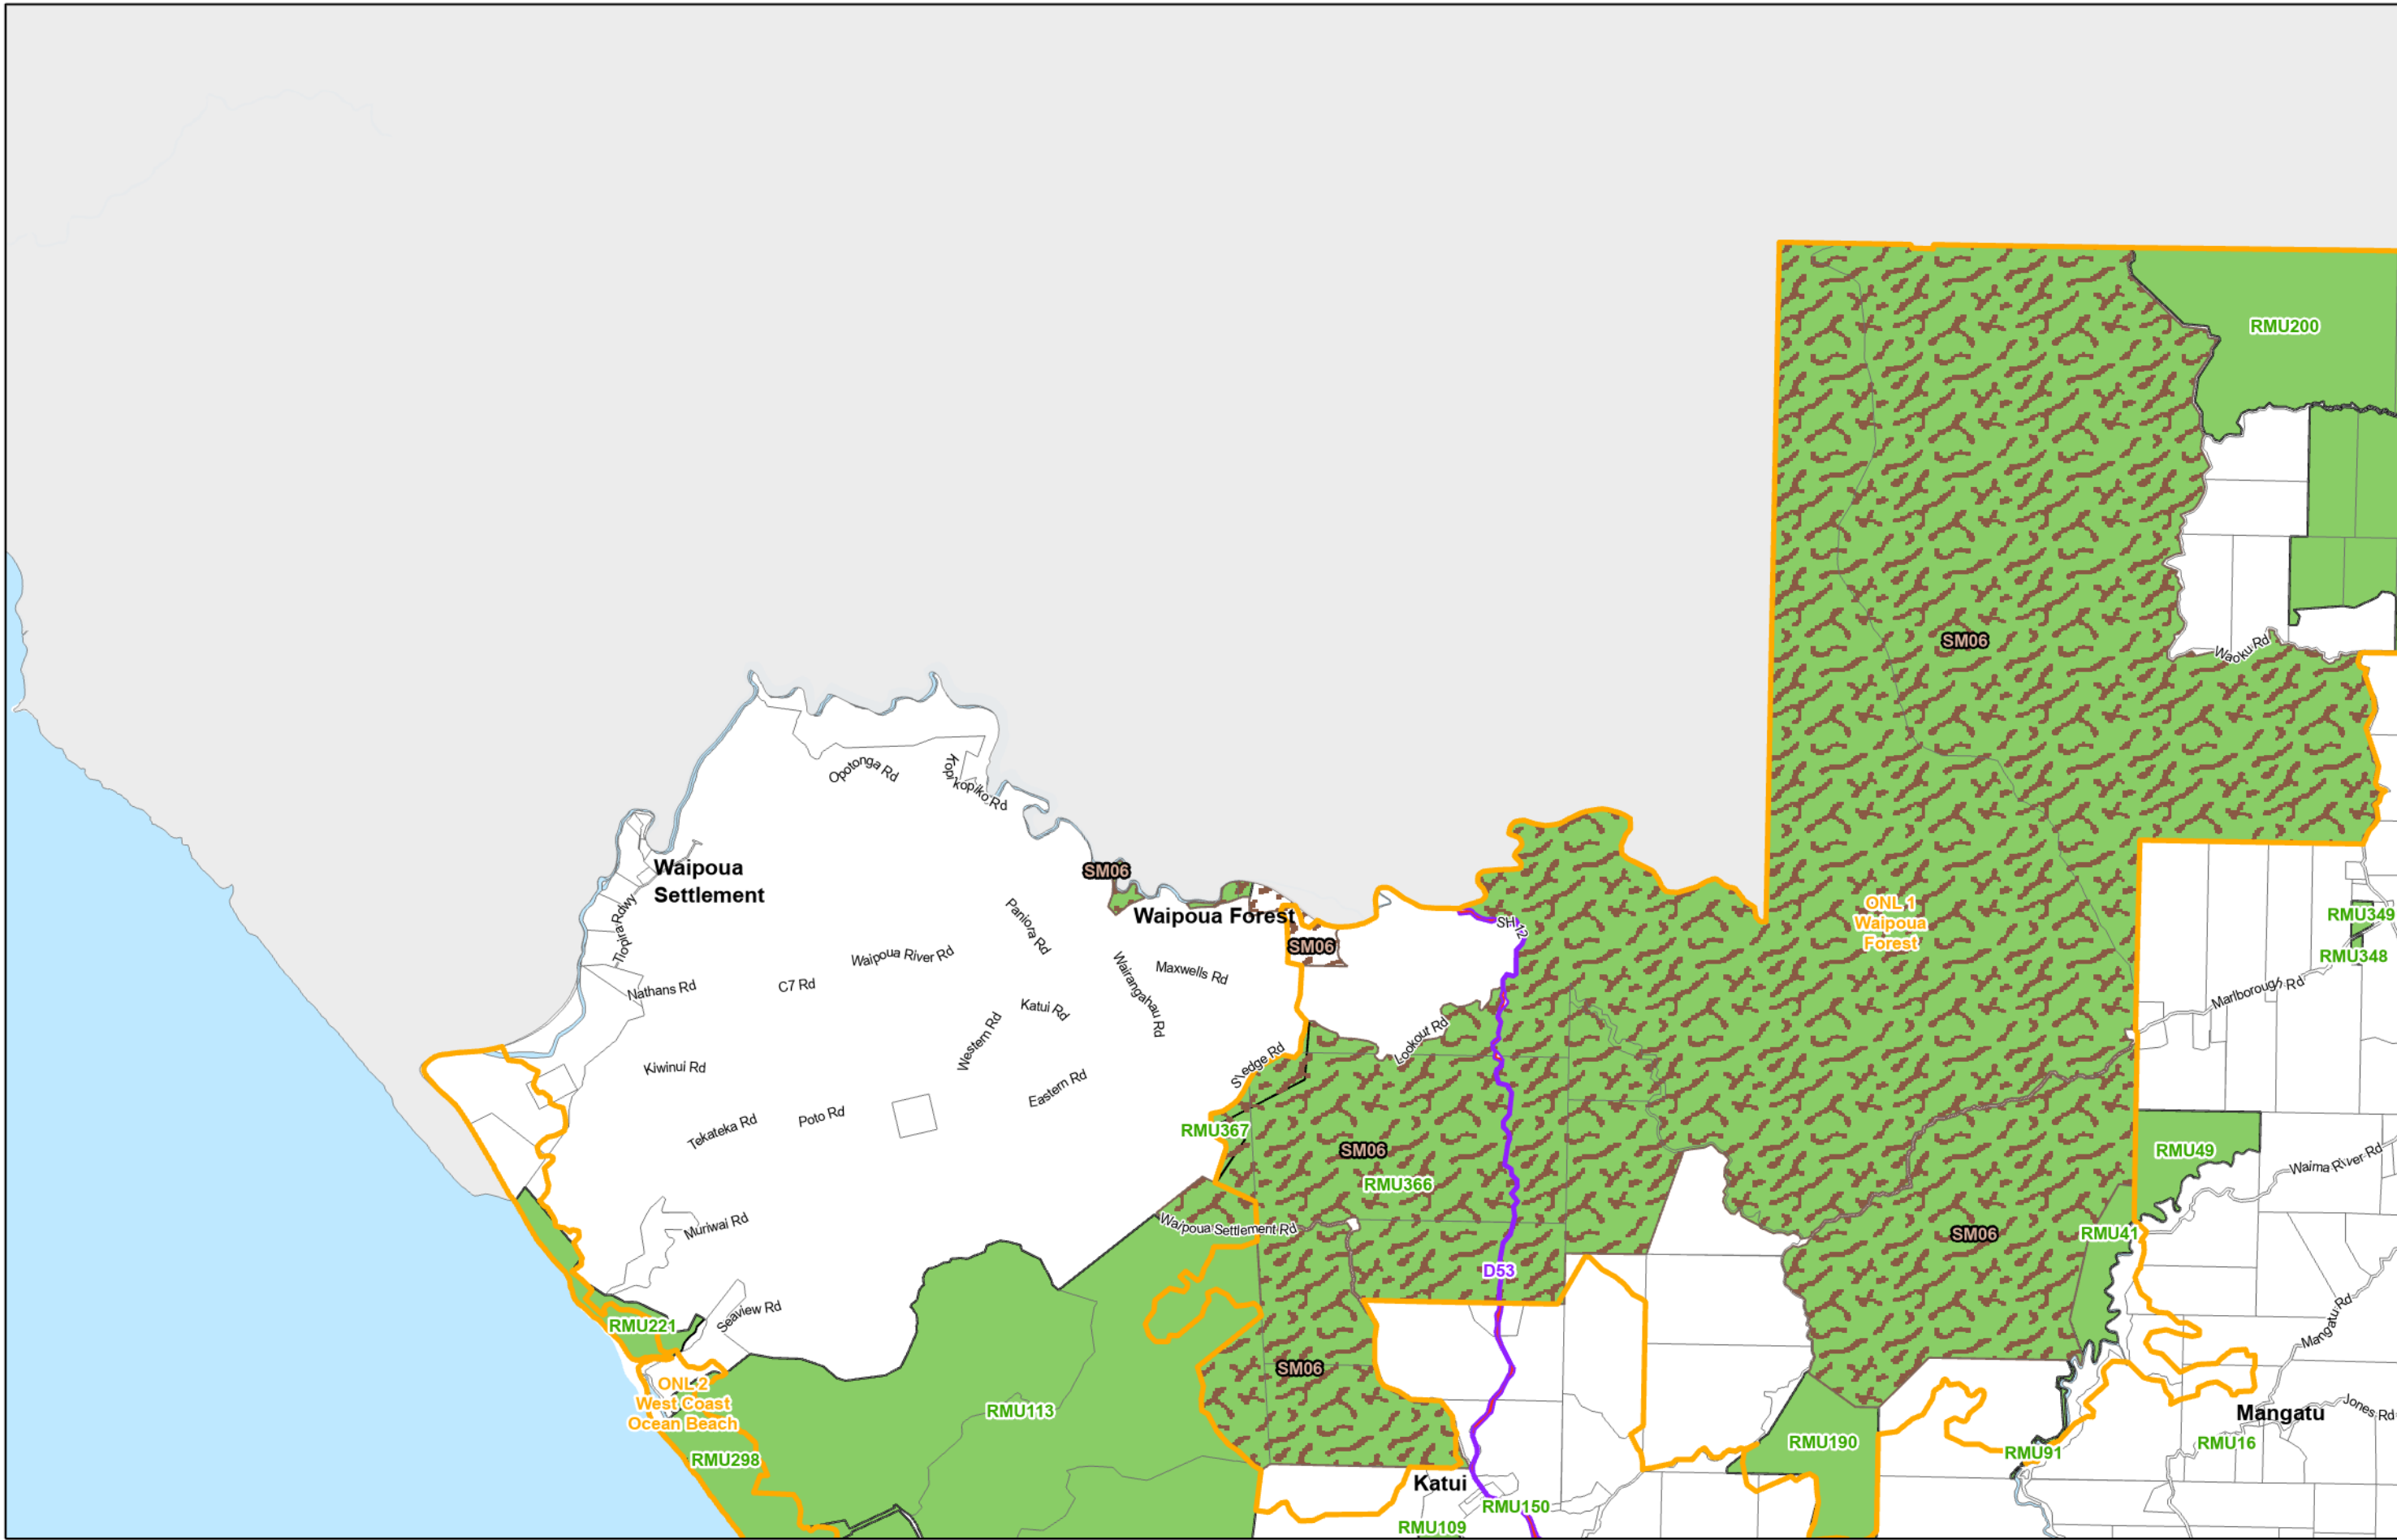 RMU200
SM06
Waoku Rd
Opotonga Rd
Kopikopiko Rd
Waipoua
Settlement
SM06
Waipoua Forest
ONL 1
Waipoua
Forest
RMU349
SH 12
Tiopira Rdwy
Paniora Rd
SM06
RMU348
Waipoua River Rd
Wairangahau Rd
Maxwells Rd
Nathans Rd
C7 Rd
Marlborough Rd
Katui Rd
Western Rd
Lookout Rd
Kiwinui Rd
Sledge Rd
Eastern Rd
Tekateka Rd
Poto Rd
RMU367
SM06
RMU49
Waima River Rd
RMU366
Muriwai Rd
Waipoua Settlement Rd
SM06
RMU41
D53
RMU221
Seaview Rd
Mangatu Rd
SM06
ONL 2
West Coast
Ocean Beach
RMU113
Mangatu
Jones Rd
RMU298
RMU190
RMU91
RMU16
Katui
RMU150
RMU109